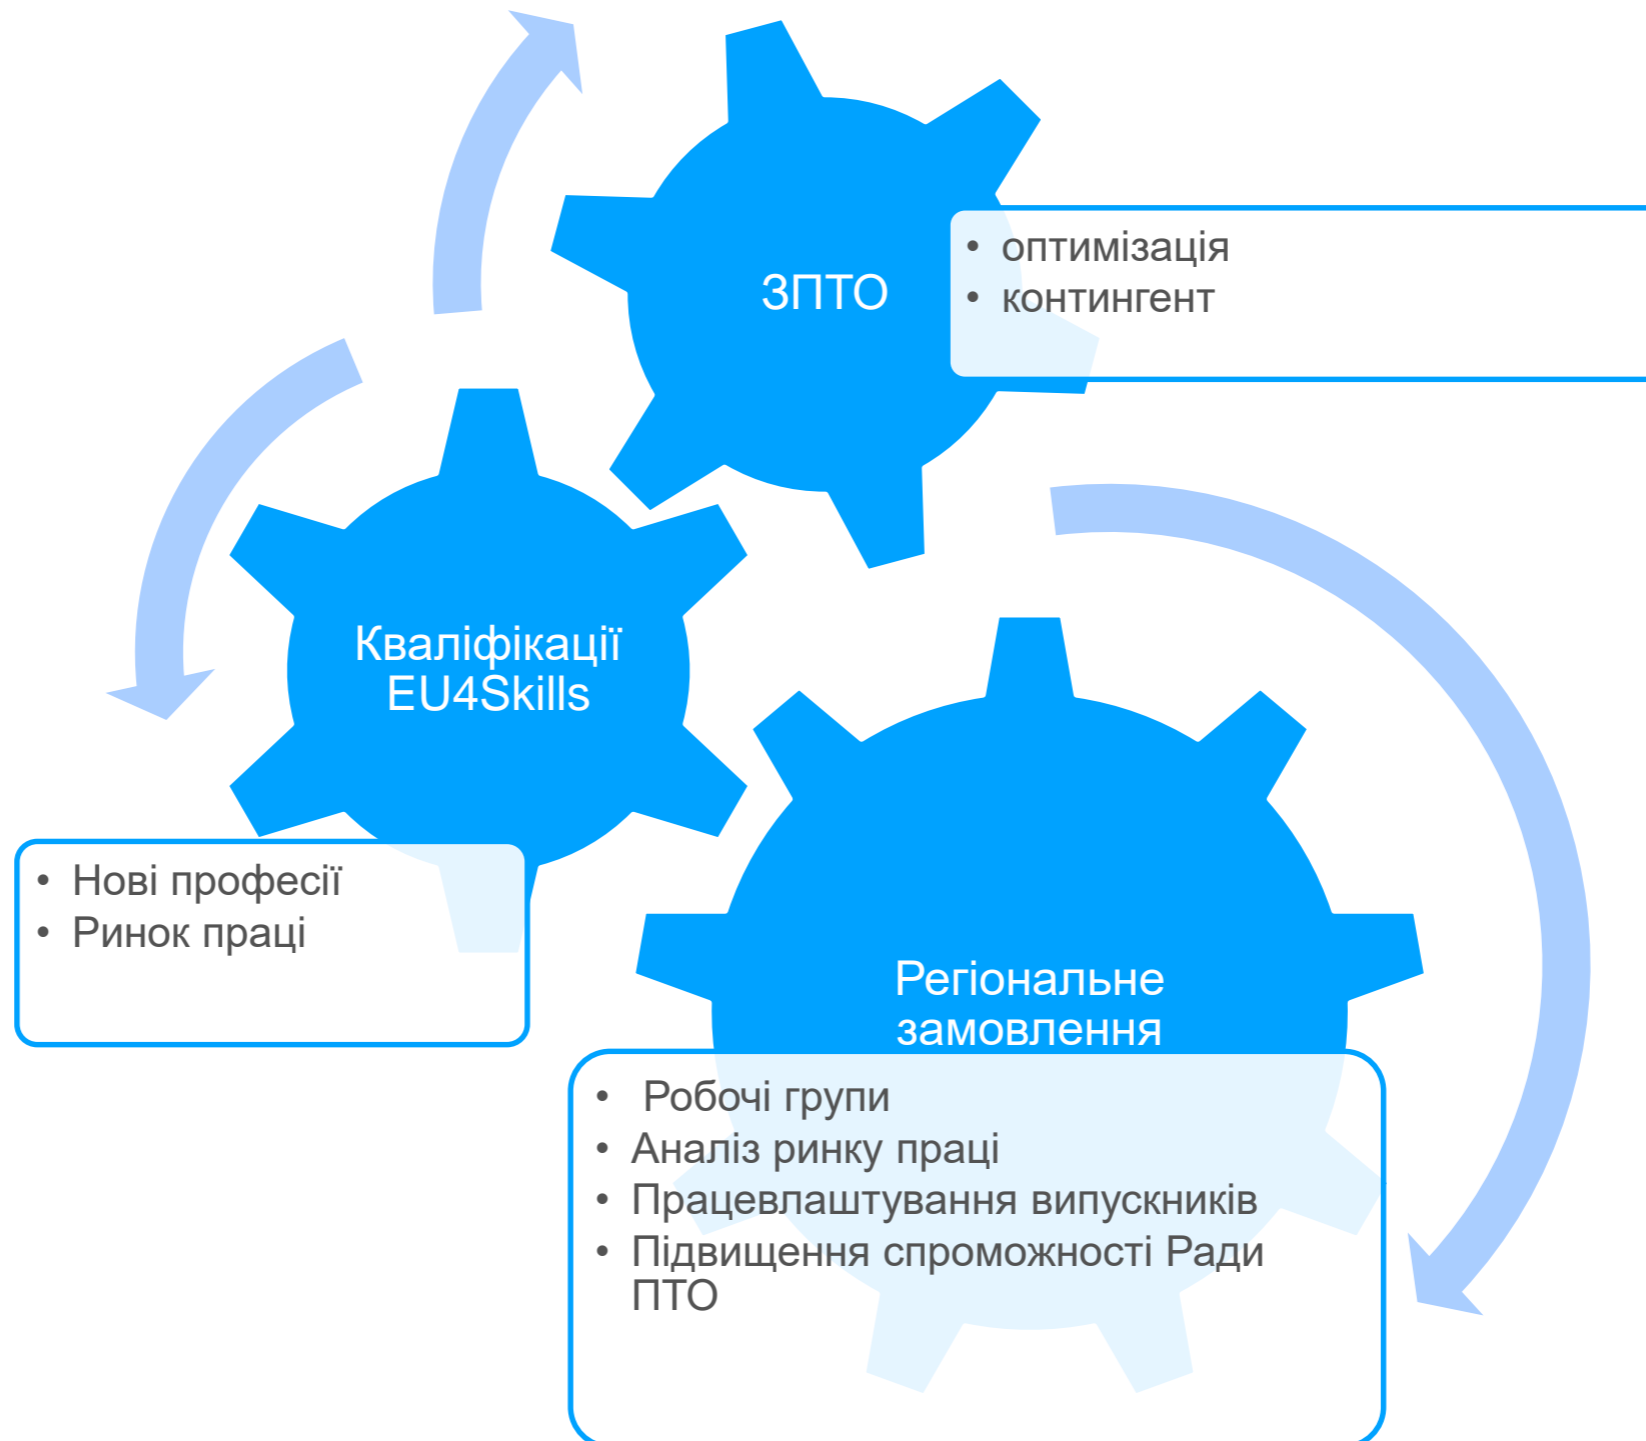 ЗПТО
• оптимізація
• контингент
Кваліфікації
EU4Skills
• Нові професії
• Ринок праці
Регіональне
замовлення
• Робочі групи
• Аналіз ринку праці
• Працевлаштування випускників
• Підвищення спроможності Ради
ПТО